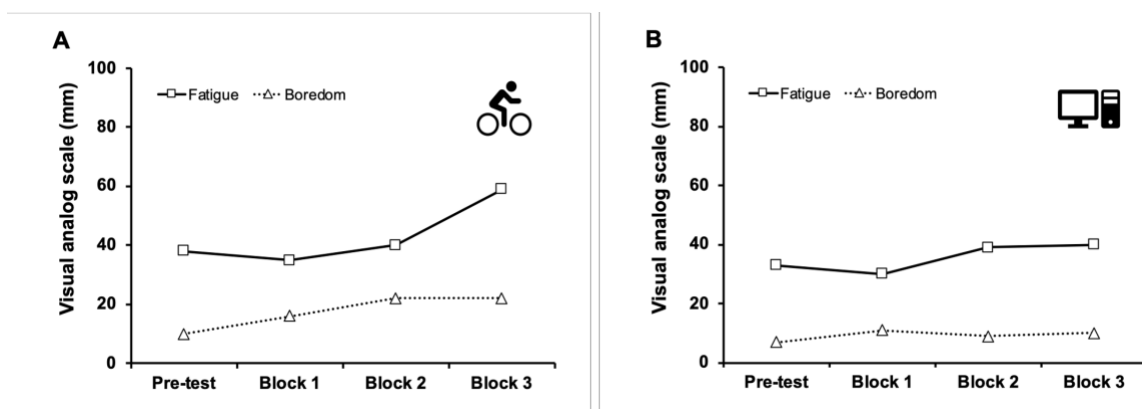 A
Visual analog scale (mm)
100
80
60
40
20
0
Fatigue
Boredom
Pre-test
Block 1
Block 2
Block 3
B
Visual analog scale (mm)
100
80
60
40
20
0
Fatigue
Boredom
Pre-test
Block 1
Block 2
Block 3